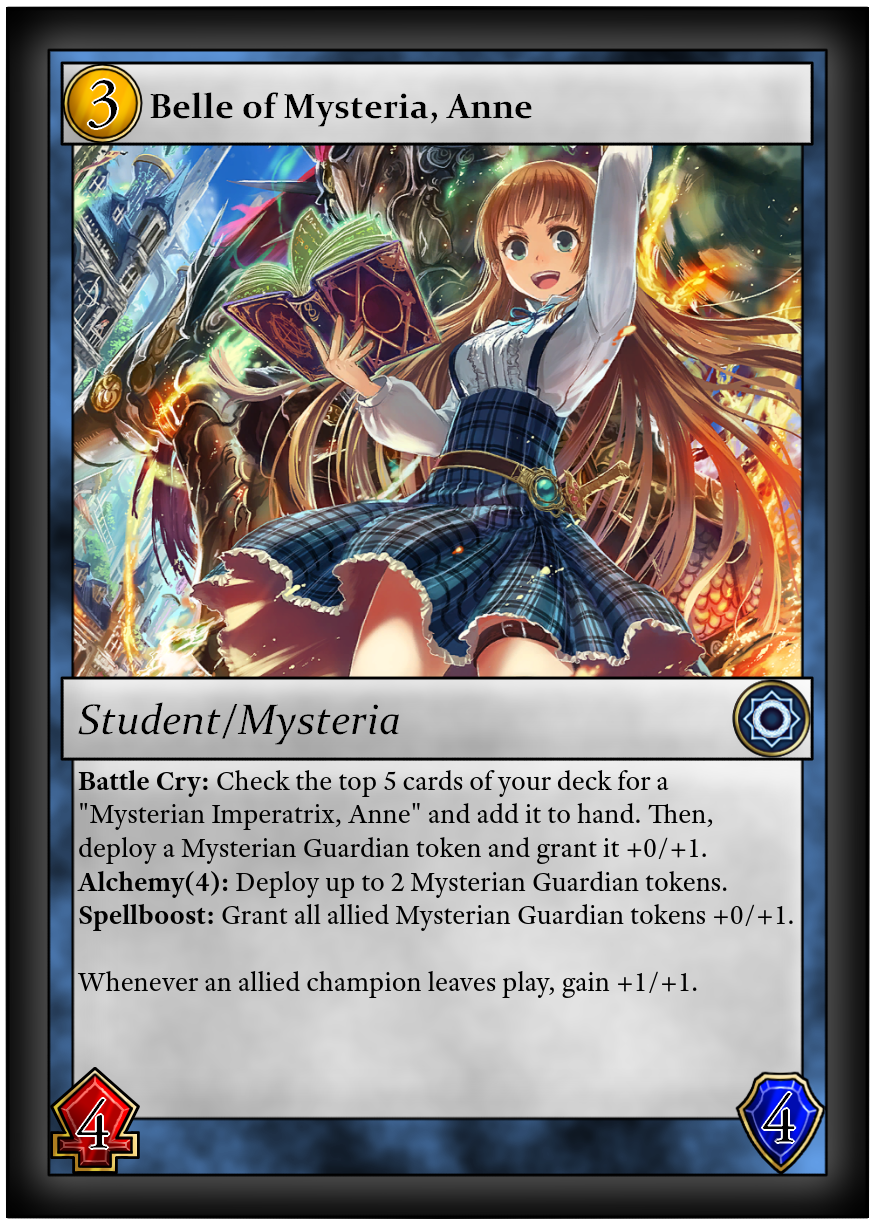 3
Belle of Mysteria, Anne
Student/Mysteria
Battle Cry: Check the top 5 cards of your deck for a
"Mysterian Imperatrix, Anne" and add it to hand. Then,
deploy a Mysterian Guardian token and grant it +0/+1.
Alchemy(4): Deploy up to 2 Mysterian Guardian tokens.
Spellboost: Grant all allied Mysterian Guardian tokens +0/+1.
Whenever an allied champion leaves play, gain +1/+1.
4
4